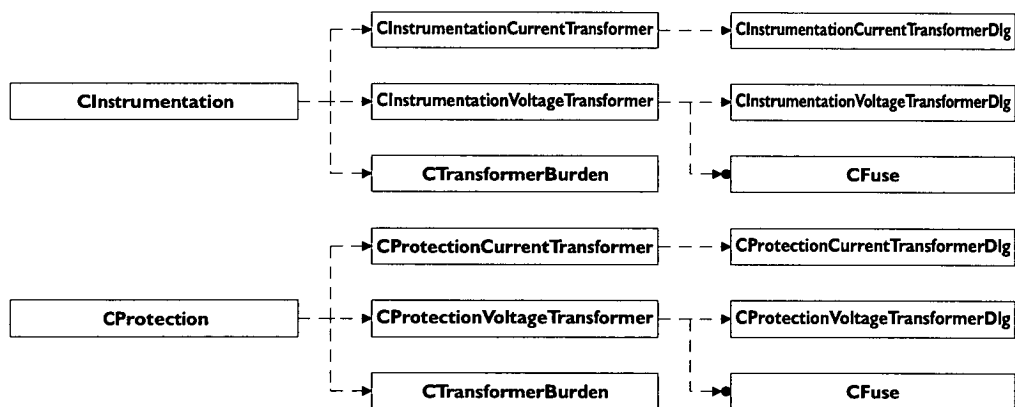 CInstrumentationCurrentTransformer
CInstrumentationCurrentTransformerDlg
CInstrumentation
CInstrumentationVoltageTransformer
CInstrumentationVoltageTransformerDlg
CTransformerBurden
CFuse
CProtectionCurrentTransformer
CProtectionCurrentTransformerDlg
CProtection
CProtectionVoltageTransformer
CProtectionVoltageTransformerDlg
CTransformerBurden
CFuse